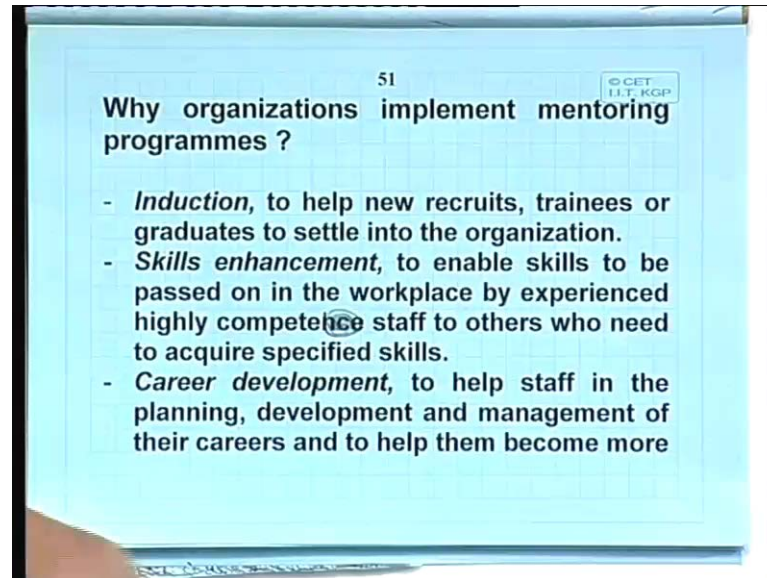 51
© CET
I.I.T. KGP
Why organizations implement mentoring
programmes ?
- Induction, to help new recruits, trainees or
graduates to settle into the organization.
- Skills enhancement, to enable skills to be
passed on in the workplace by experienced
highly competence staff to others who need
to acquire specified skills.
- Career development, to help staff in the
planning, development and management of
their careers and to help them become more